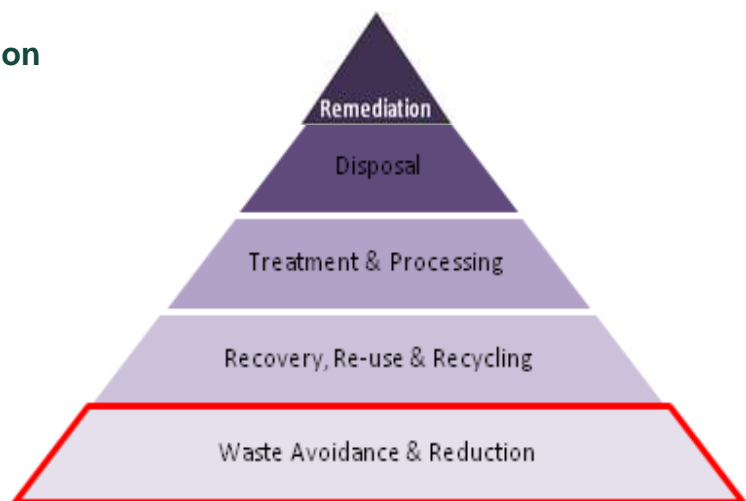 on
Remediation
Disposal
Treatment & Processing
Recovery, Re-use & Recycling
Waste Avoidance & Reduction